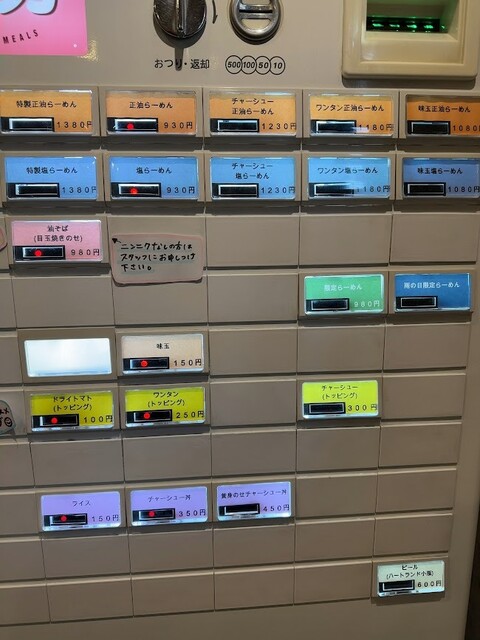 MEALS
おつり・返却
500 100 50 10
特製正油らーめん
1380円
正油らーめん
930円
チャーシュー
正油らーめん
1230円
ワンタン正油らーめん
1180円
味玉正油らーめん
1080
特製塩らーめん
1380円
塩らーめん
930円
チャーシュー
塩らーめん
1230円
ワンタン塩らーめん
1180円
味玉塩らーめん
1080円
油そば
(目玉焼きのせ)
980円
ニンニクなしの方は
スタッフにお申しつけ
下さい。
限定らーめん
980円
雨の日限定らーめん
味玉
150円
ドライトマト
(トッピング)
100円
ワンタン
(トッピング)
250円
チャーシュー
(トッピング)
300円
ライス
150円
チャーシュー丼
350円
黄身のせチャーシュー丼
450円
ビール
(ハートランド小瓶)
600円